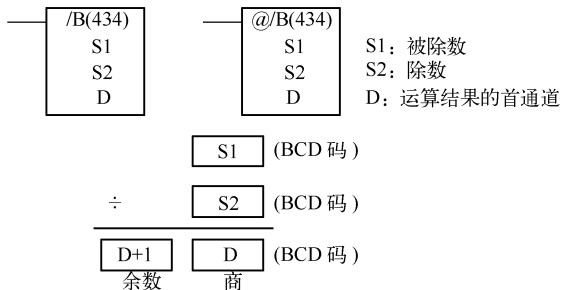 /B(434)
S1
S2
D
@/B(434)
S1
S2
D
S1：被除数
S2：除数
D：运算结果的首通道
S1 (BCD 码)
÷ S2 (BCD 码)
D+1 D (BCD 码)
余数 商